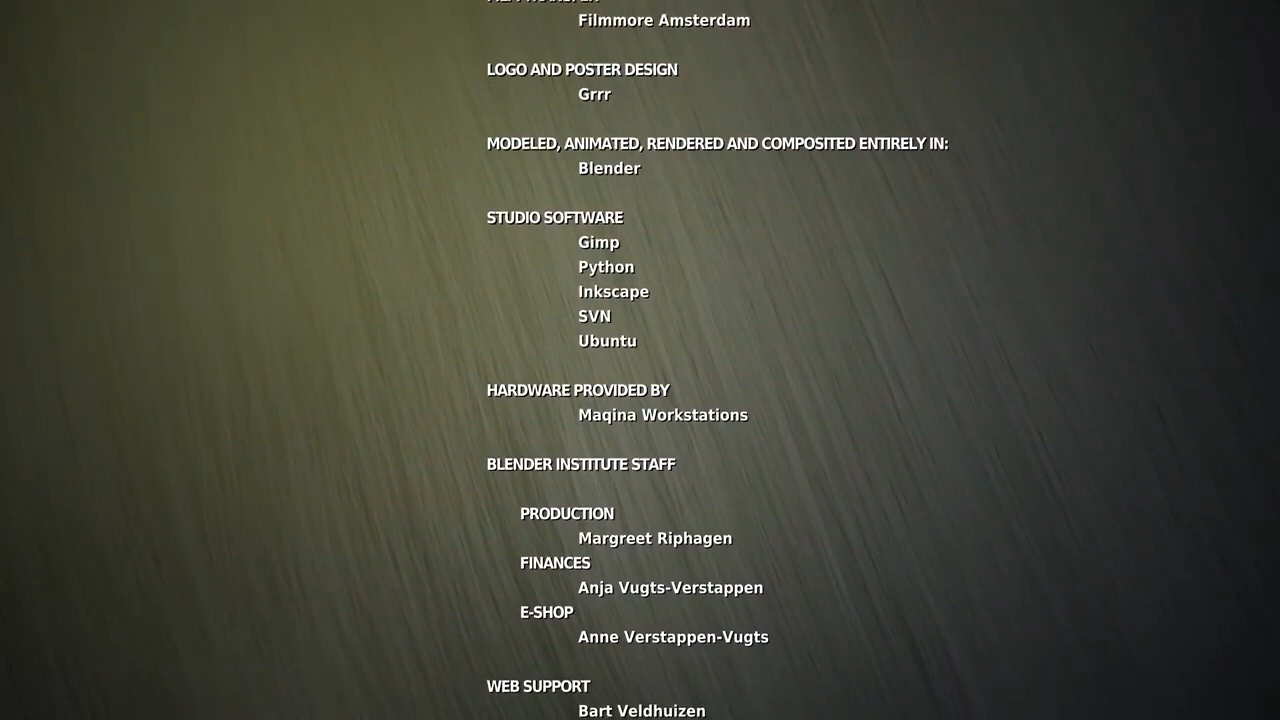 Filmmore Amsterdam
LOGO AND POSTER DESIGN
Grrr
MODELED, ANIMATED, RENDERED AND COMPOSITED ENTIRELY IN:
Blender
STUDIO SOFTWARE
Gimp
Python
Inkscape
SVN
Ubuntu
HARDWARE PROVIDED BY
Maqina Workstations
BLENDER INSTITUTE STAFF
PRODUCTION
Margreet Riphagen
FINANCES
Anja Vugts-Verstappen
E-SHOP
Anne Verstappen-Vugts
WEB SUPPORT
Bart Veldhuizen